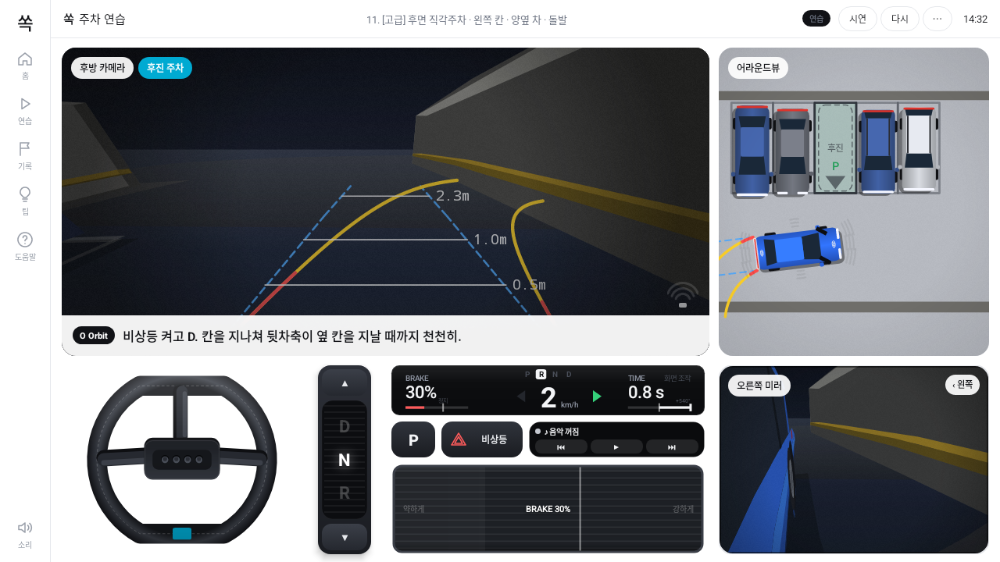 쏙
쏙 주차 연습
11. [고급] 후면 직각주차 · 왼쪽 칸 · 양옆 차 · 돌발
연습
시연
다시
···
14:32
홈
연습
기록
팁
도움말
소리
후방 카메라
후진 주차
2.3m
1.0m
0.5m
O Orbit
비상등 켜고 D. 칸을 지나쳐 뒷차축이 옆 칸을 지날 때까지 천천히.
어라운드뷰
후진
P
D
N
R
BRAKE
30%
P R N D
2 km/h
TIME
화면 조작
0.8 s
+540°
P
비상등
♪ 음악 꺼짐
약하게
BRAKE 30%
강하게
오른쪽 미러
‹ 왼쪽